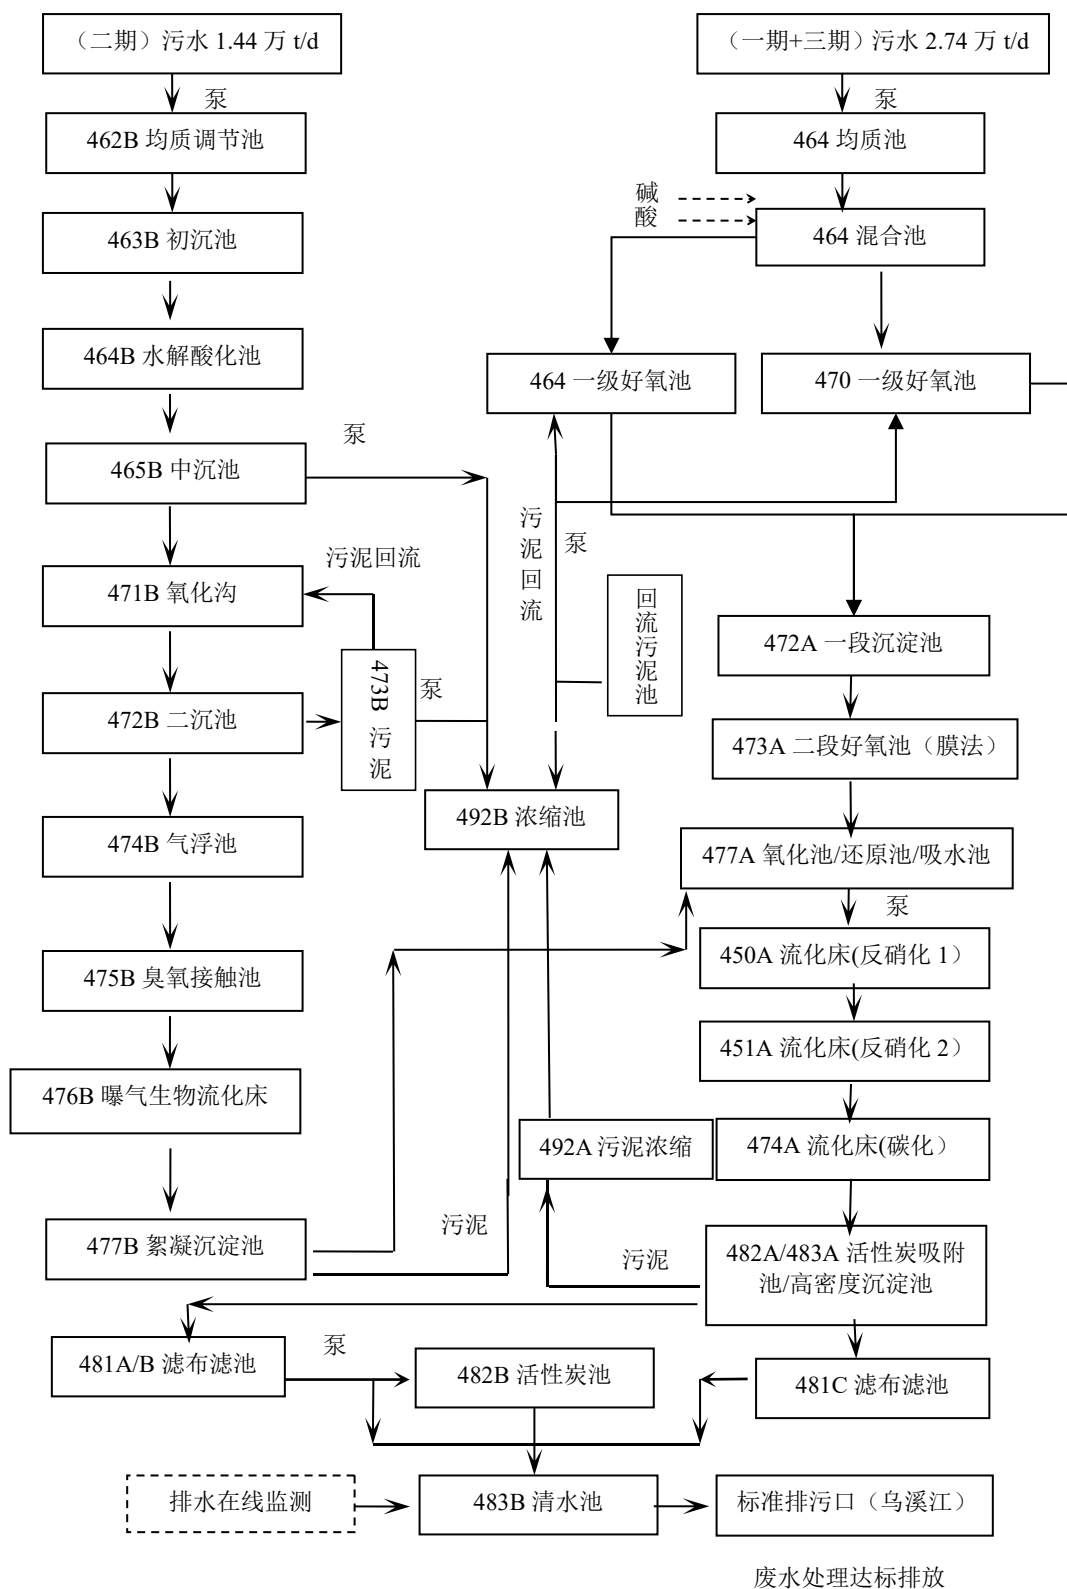 （二期）污水 1.44 万 t/d
（一期+三期）污水 2.74 万 t/d
泵
泵
462B 均质调节池
464 均质池
碱
酸
463B 初沉池
464 混合池
464B 水解酸化池
464 一级好氧池
470 一级好氧池
泵
465B 中沉池
污泥回流
泵
污泥回流
471B 氧化沟
回流污泥池
472A 一段沉淀池
473B 污泥
泵
472B 二沉池
473A 二段好氧池（膜法）
492B 浓缩池
474B 气浮池
477A 氧化池/还原池/吸水池
泵
475B 臭氧接触池
450A 流化床(反硝化 1）
451A 流化床(反硝化 2）
476B 曝气生物流化床
492A 污泥浓缩
474A 流化床(碳化）
污泥
477B 絮凝沉淀池
污泥
482A/483A 活性炭吸附
池/高密度沉淀池
481A/B 滤布滤池
泵
482B 活性炭池
481C 滤布滤池
排水在线监测
483B 清水池
标准排污口（乌溪江）
废水处理达标排放